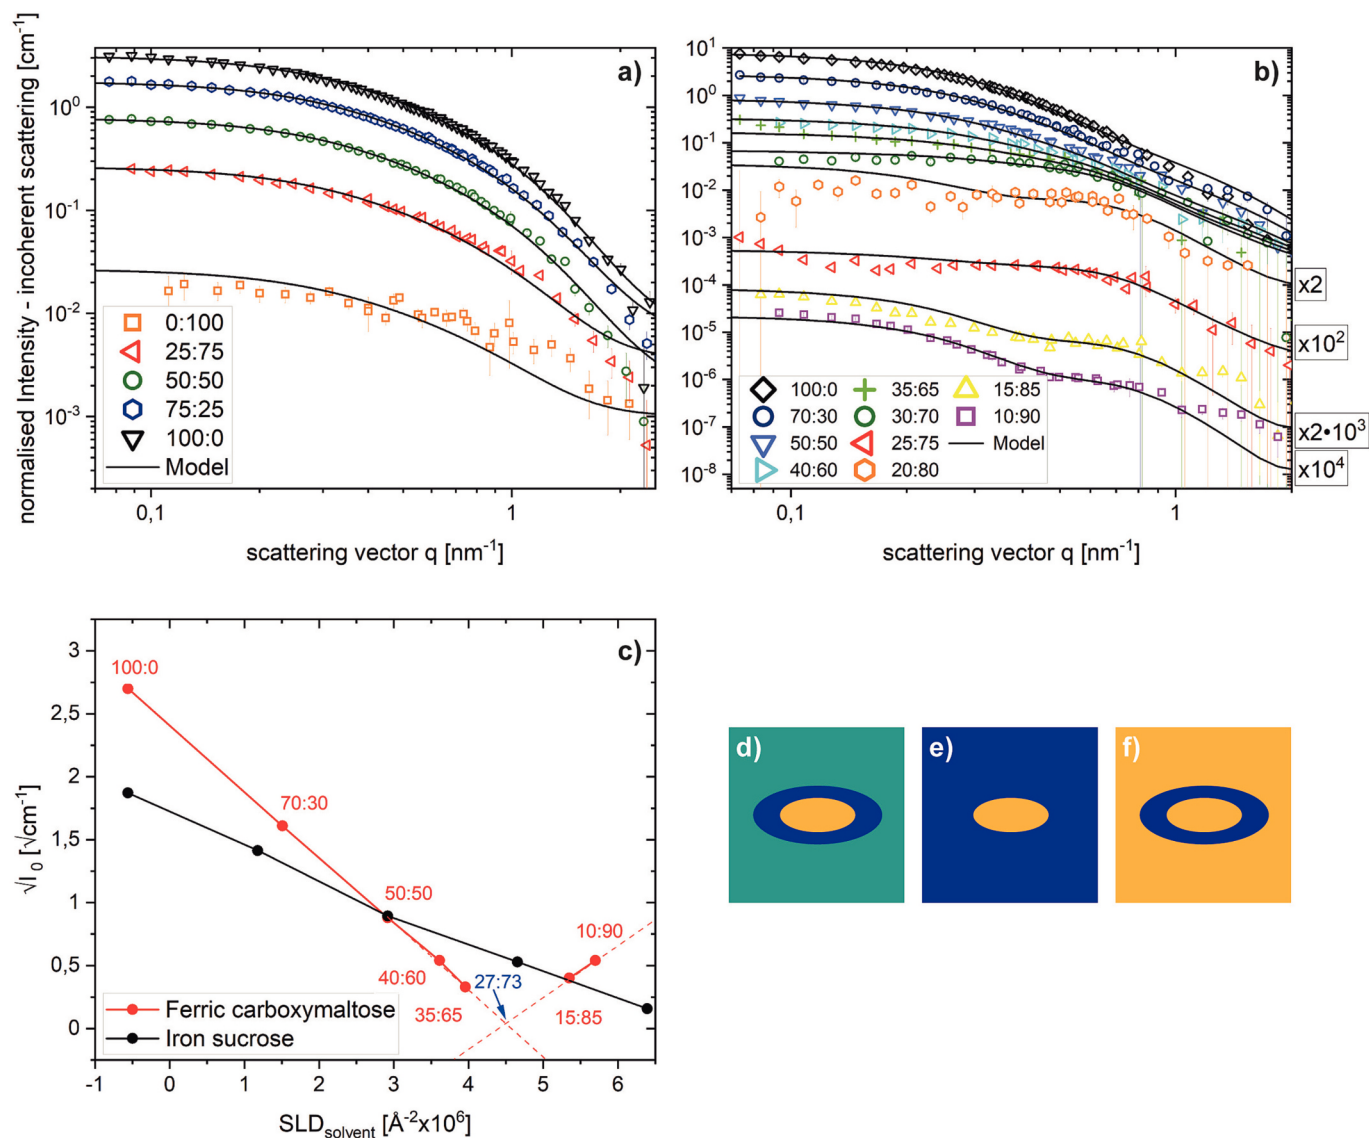 normalised Intensity - incoherent scattering [cm⁻¹]
a)
10⁰
10⁻¹
10⁻²
10⁻³
0:100
25:75
50:50
75:25
100:0
Model
0,1
1
scattering vector q [nm⁻¹]
b)
10¹
10⁰
10⁻¹
10⁻²
10⁻³
10⁻⁴
10⁻⁵
10⁻⁶
10⁻⁷
10⁻⁸
100:0
35:65
15:85
70:30
30:70
10:90
50:50
25:75
Model
40:60
20:80
x2
x10²
x2•10³
x10⁴
0,1
1
scattering vector q [nm⁻¹]
c)
√I₀ [√cm⁻¹]
3
2,5
2
1,5
1
0,5
0
100:0
70:30
50:50
10:90
40:60
27:73
35:65
15:85
Ferric carboxymaltose
Iron sucrose
-1
0
1
2
3
4
5
6
SLDsolvent [Å⁻²x10⁶]
d)
e)
f)